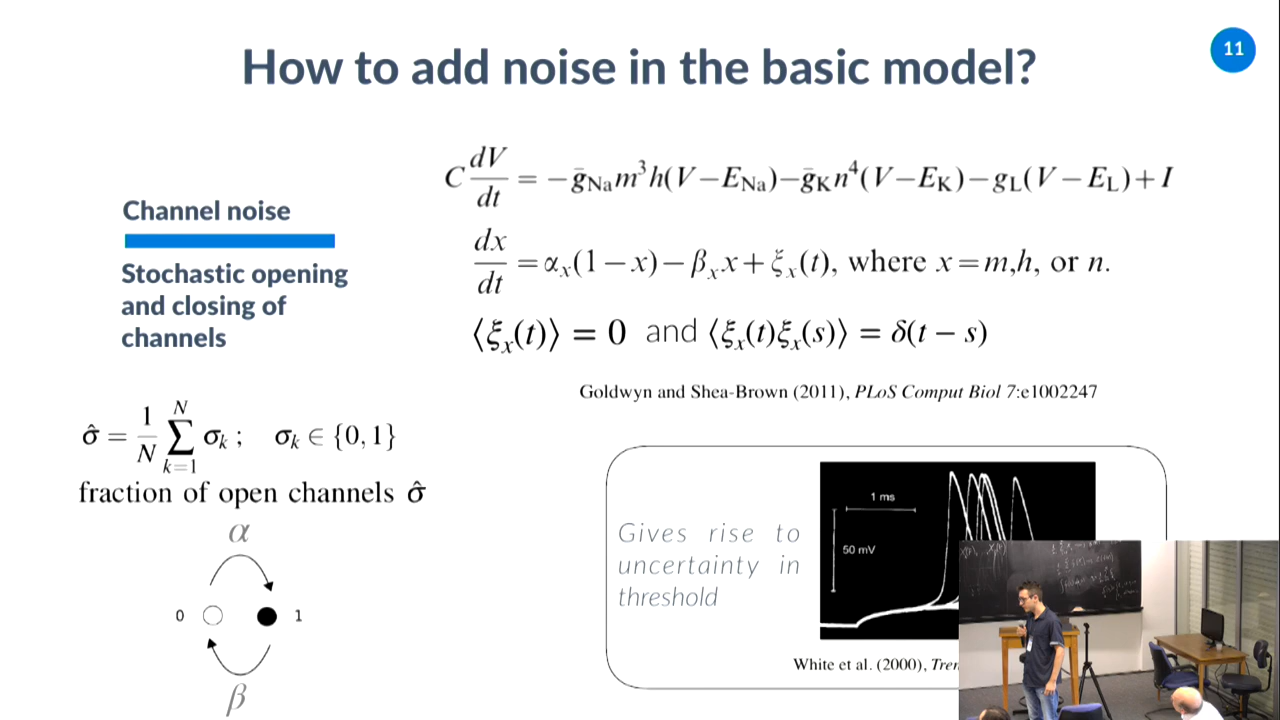 11
How to add noise in the basic model?
C dV/dt = −ḡNa m³h(V−ENa)−ḡK n⁴(V−EK)−gL(V−EL)+I
Channel noise
dx/dt = αx(1−x)−βx x+ξx(t), where x=m,h, or n.
Stochastic opening
and closing of
channels
⟨ξx(t)⟩ = 0 and ⟨ξx(t)ξx(s)⟩ = δ(t − s)
Goldwyn and Shea-Brown (2011), PLoS Comput Biol 7:e1002247
σ̂ = 1/N ∑ k=1 N σk ; σk ∈ {0,1}
fraction of open channels σ̂
α
0 1
β
Gives rise to
uncertainty in
threshold
1 ms
50 mV
White et al. (2000),